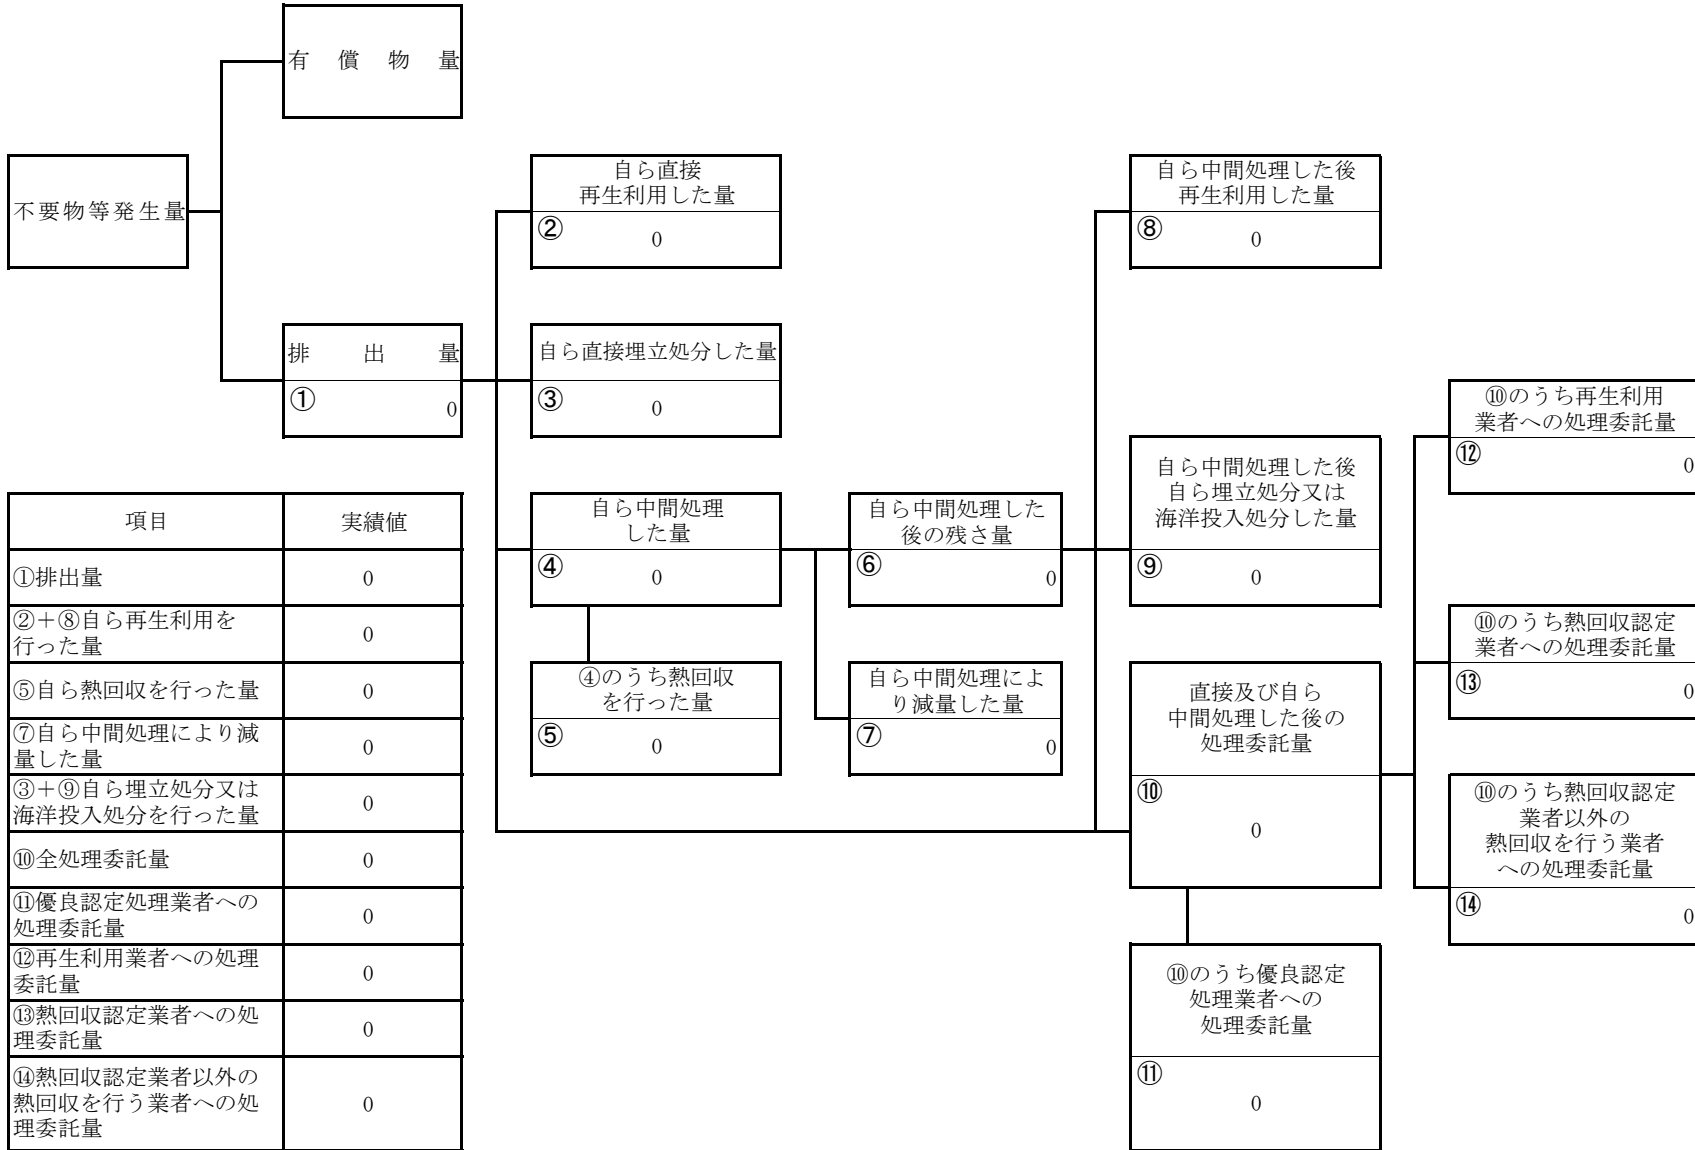 有償物量
不要物等発生量
排出量
①
0
自ら直接
再生利用した量
②
0
自ら直接埋立処分した量
③
0
自ら中間処理
した量
④
0
④のうち熱回収
を行った量
⑤
0
自ら中間処理した
後の残さ量
⑥
0
自ら中間処理によ
り減量した量
⑦
0
自ら中間処理した後
再生利用した量
⑧
0
自ら中間処理した後
自ら埋立処分又は
海洋投入処分した量
⑨
0
直接及び自ら
中間処理した後の
処理委託量
⑩
0
⑩のうち優良認定
処理業者への
処理委託量
⑪
0
⑩のうち再生利用
業者への処理委託量
⑫
0
⑩のうち熱回収認定
業者への処理委託量
⑬
0
⑩のうち熱回収認定
業者以外の
熱回収を行う業者
への処理委託量
⑭
0
項目 実績値
①排出量 0
②+⑧自ら再生利用を
行った量 0
⑤自ら熱回収を行った量 0
⑦自ら中間処理により減
量した量 0
③+⑨自ら埋立処分又は
海洋投入処分を行った量 0
⑩全処理委託量 0
⑪優良認定処理業者への
処理委託量 0
⑫再生利用業者への処理
委託量 0
⑬熱回収認定業者への処
理委託量 0
⑭熱回収認定業者以外の
熱回収を行う業者への処 0
理委託量